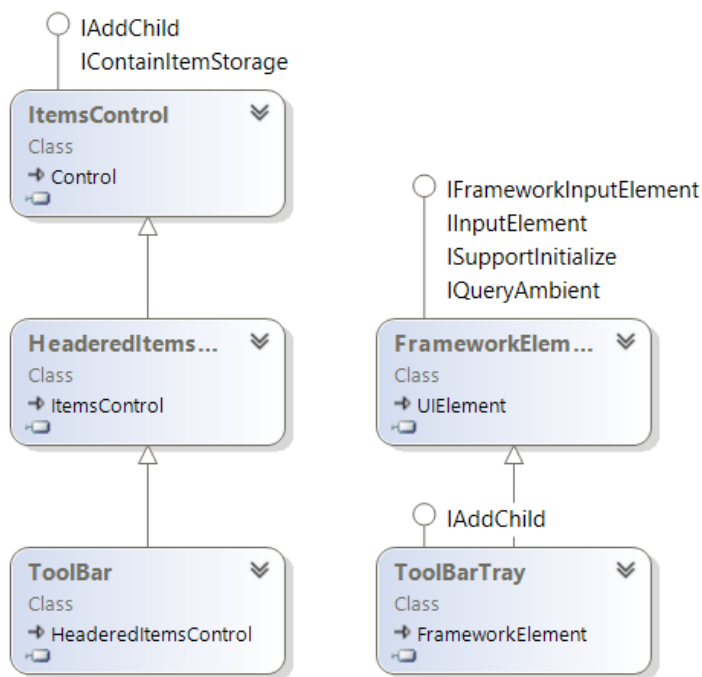 IAddChild
IContainItemStorage
ItemsControl
Class
Control
HeaderedItems...
Class
ItemsControl
ToolBar
Class
HeaderedItemsControl
IFrameworkInputElement
IInputElement
ISupportInitialize
IQueryAmbient
FrameworkElem...
Class
UIElement
IAddChild
ToolBarTray
Class
FrameworkElement